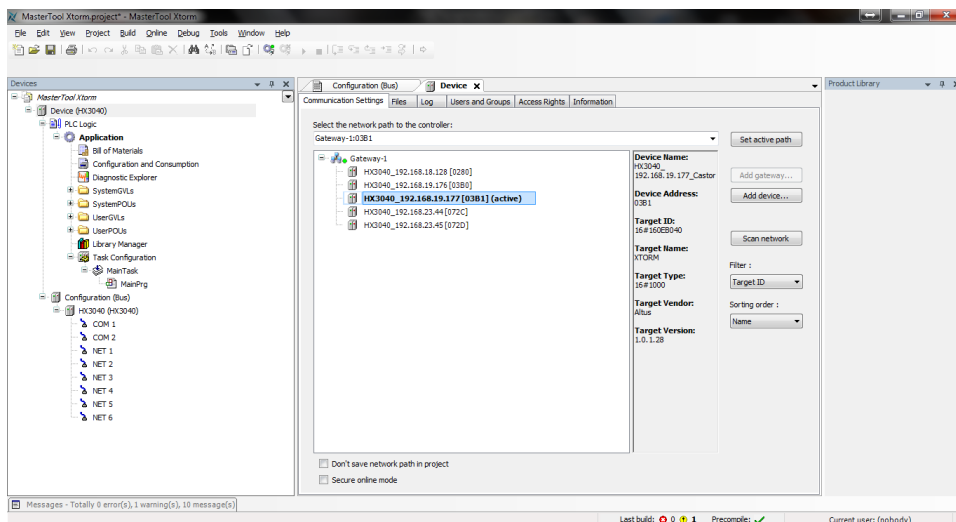 MasterTool Xtorm.project* - MasterTool Xtorm
File Edit View Project Build Online Debug Tools Window Help
Devices
MasterTool Xtorm
Device (HX3040)
PLC Logic
Application
Bill of Materials
Configuration and Consumption
Diagnostic Explorer
SystemGVLs
SystemPOUs
UserGVLs
UserPOUs
Library Manager
Task Configuration
MainTask
MainPrg
Configuration (Bus)
HX3040 (HX3040)
COM 1
COM 2
NET 1
NET 2
NET 3
NET 4
NET 5
NET 6
Configuration (Bus) Device
Communication Settings Files Log Users and Groups Access Rights Information
Select the network path to the controller:
Gateway-1:03B1
Set active path
Gateway-1
HX3040_192.168.18.128 [0280]
HX3040_192.168.19.176 [03B0]
HX3040_192.168.19.177 [03B1] (active)
HX3040_192.168.23.44 [072C]
HX3040_192.168.23.45 [072D]
Device Name:
HX3040_
192.168.19.177_Castor
Device Address:
03B1
Target ID:
16#160EB040
Target Name:
XTORM
Target Type:
16#1000
Target Vendor:
Altus
Target Version:
1.0.1.28
Add gateway...
Add device...
Scan network
Filter :
Target ID
Sorting order :
Name
Don't save network path in project
Secure online mode
Product Library
Messages - Totally 0 error(s), 1 warning(s), 10 message(s)
Last build: 0 1 Precompile: Current user: (nobody)